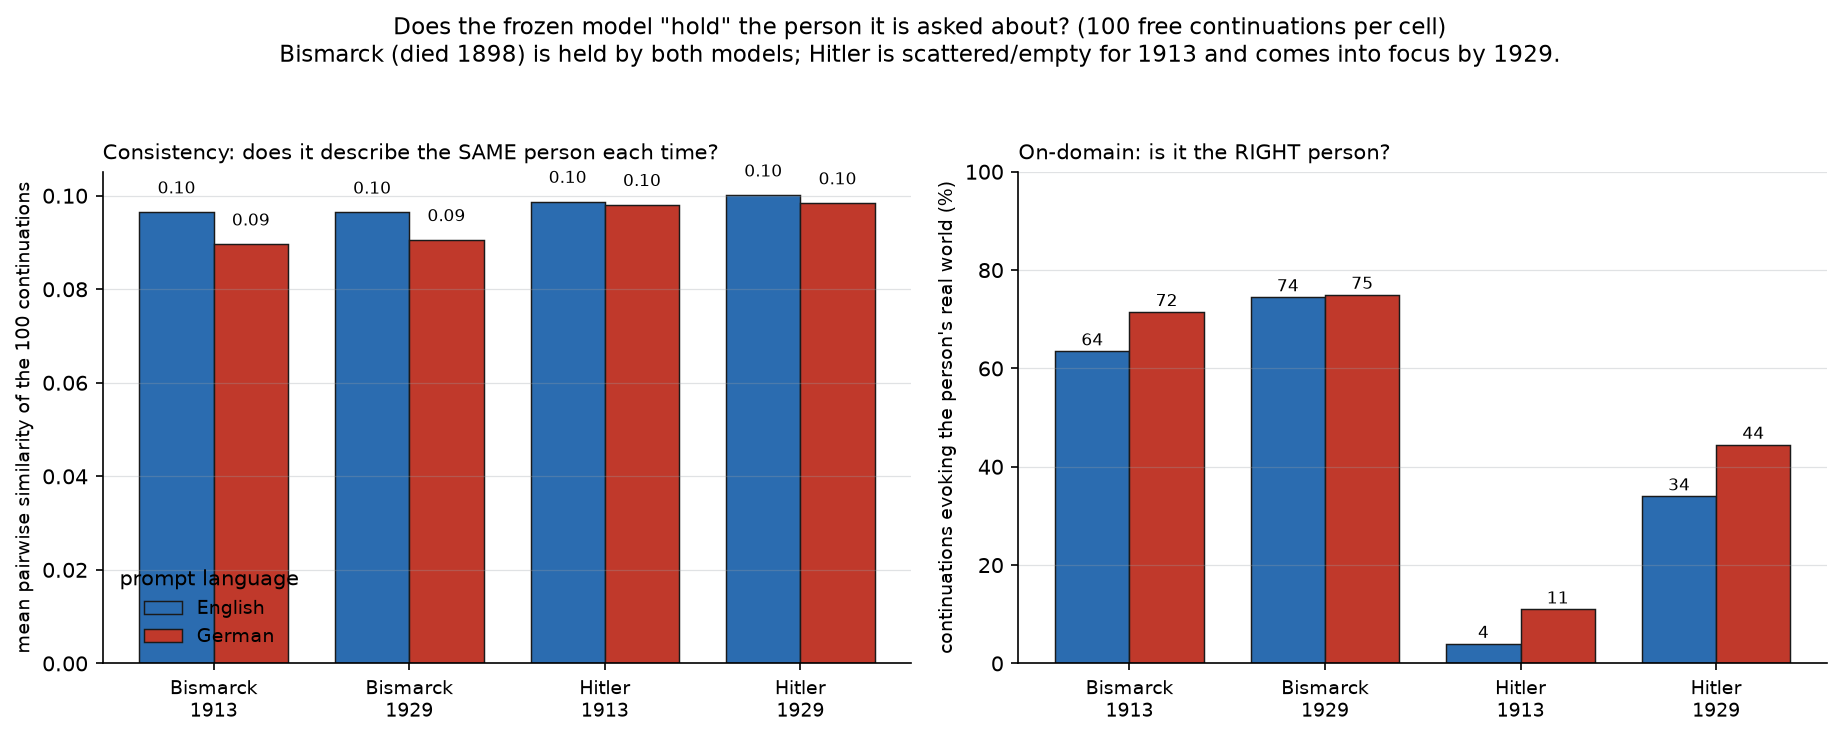 Does the frozen model "hold" the person it is asked about? (100 free continuations per cell)
Bismarck (died 1898) is held by both models; Hitler is scattered/empty for 1913 and comes into focus by 1929.
Consistency: does it describe the SAME person each time?
mean pairwise similarity of the 100 continuations
0.10
0.08
0.06
0.04
0.02
0.00
0.10
0.09
0.10
0.09
0.10
0.10
0.10
0.10
prompt language
English
German
Bismarck
1913
Bismarck
1929
Hitler
1913
Hitler
1929
On-domain: is it the RIGHT person?
continuations evoking the person's real world (%)
100
80
60
40
20
0
64
72
74
75
4
11
34
44
Bismarck
1913
Bismarck
1929
Hitler
1913
Hitler
1929